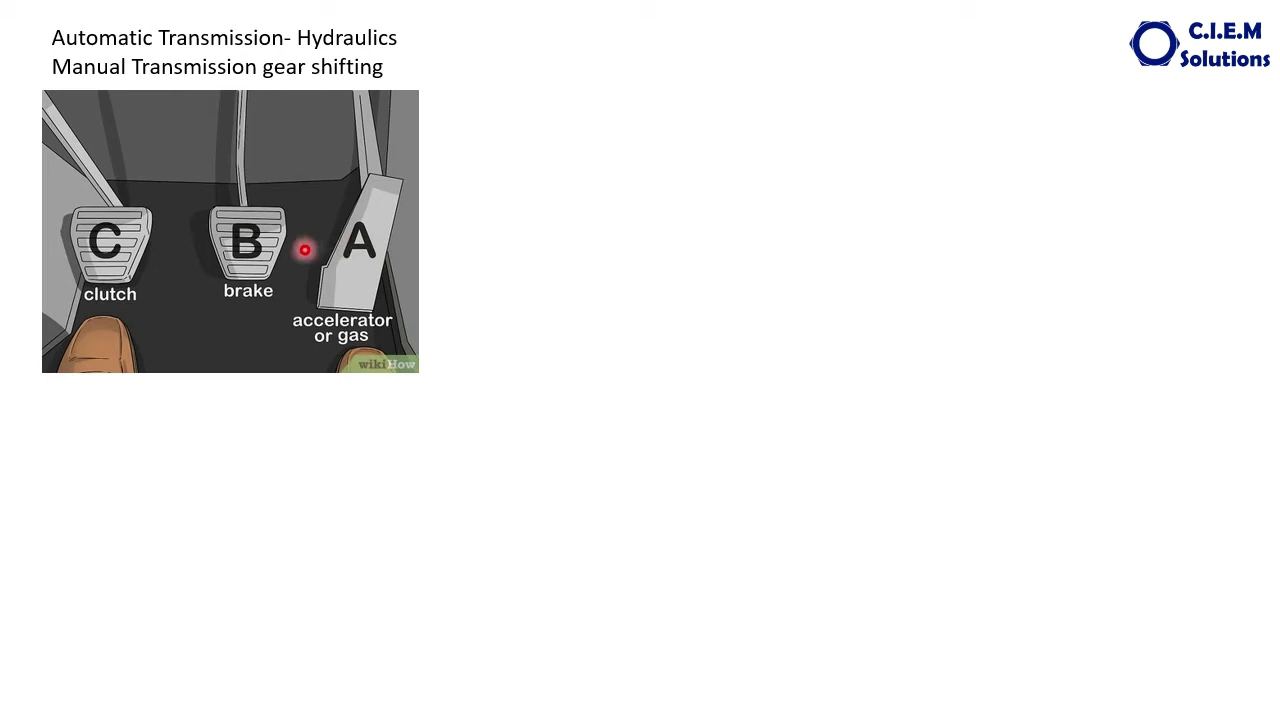 Automatic Transmission- Hydraulics
Manual Transmission gear shifting
C.I.E.M
Solutions
C
B
A
clutch
brake
accelerator
or gas
wikiHow